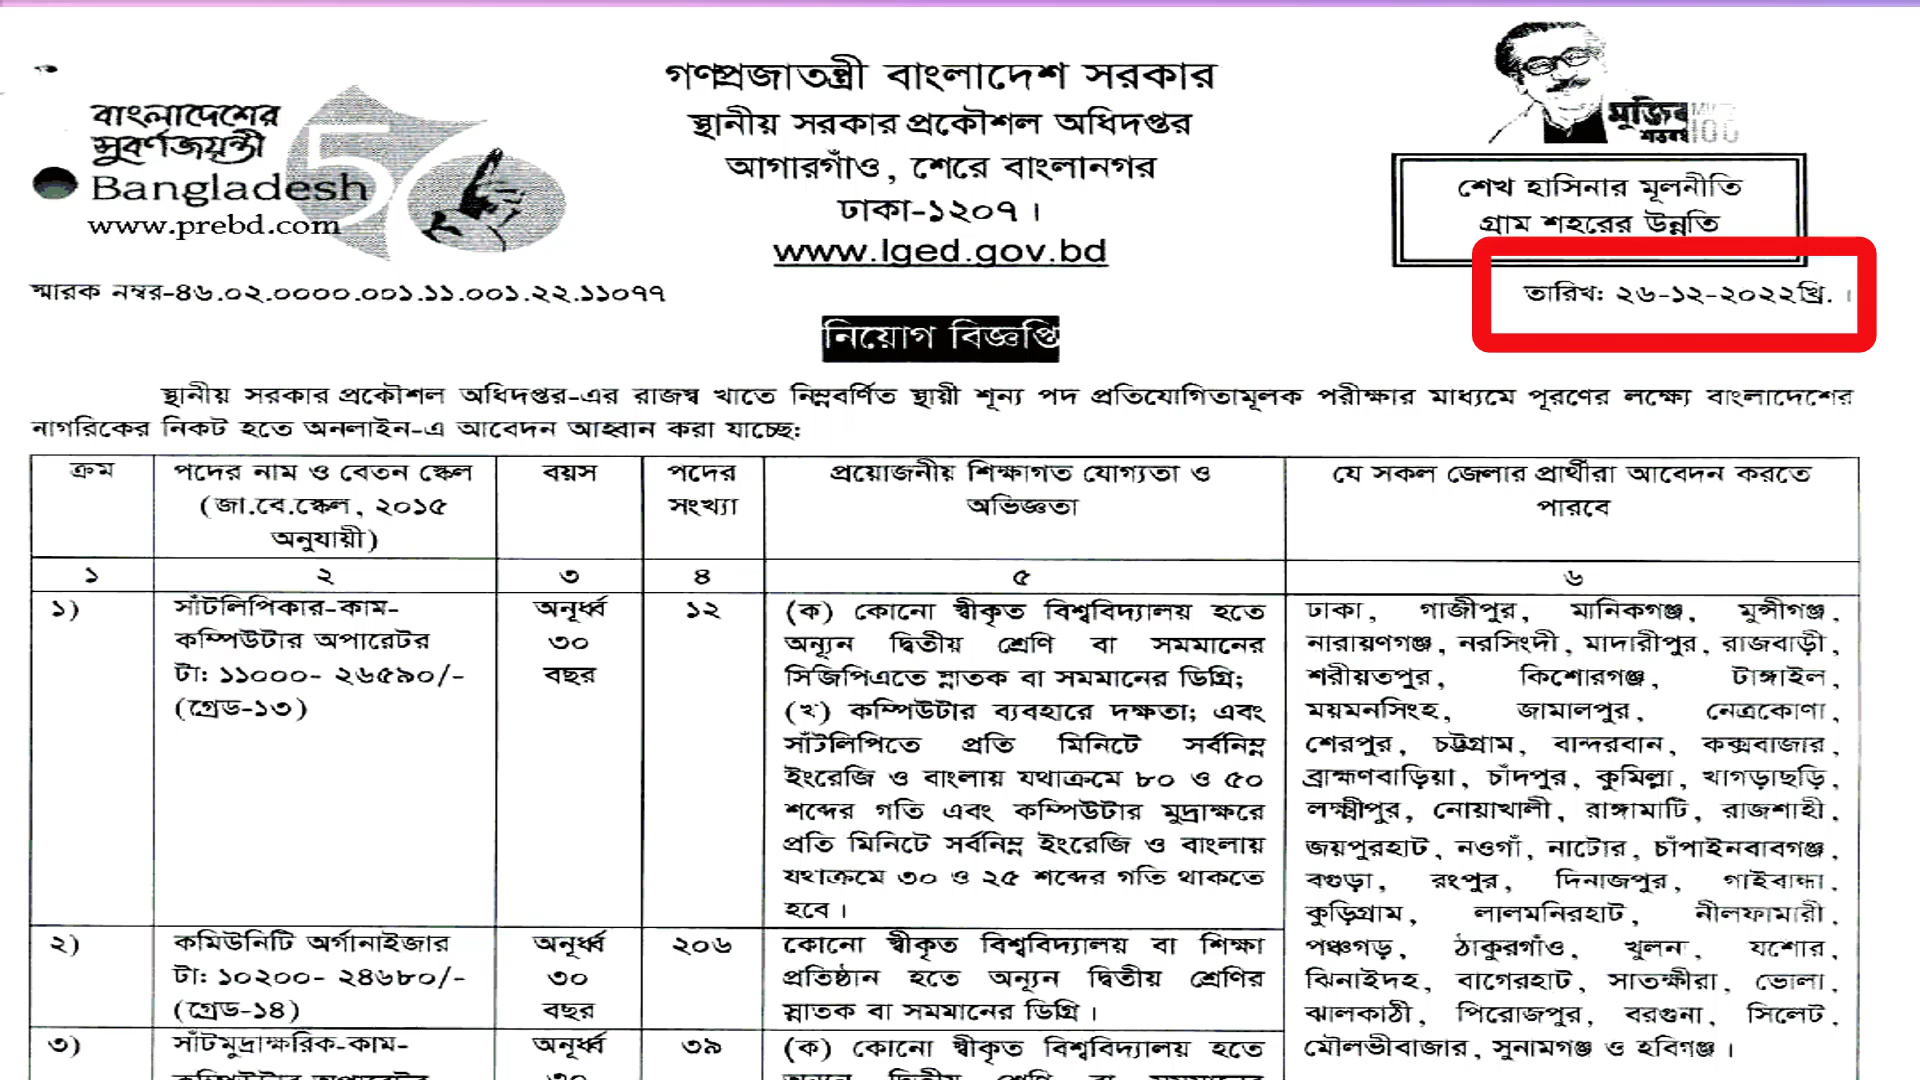 গণপ্রজাতন্ত্রী বাংলাদেশ সরকার
স্থানীয় সরকার প্রকৌশল অধিদপ্তর
আগারগাঁও, শেরে বাংলানগর
ঢাকা-১২০৭।
www.lged.gov.bd
বাংলাদেশের
সুবর্ণজয়ন্তী
50
Bangladesh
www.prebd.com
মুজিব
শতবর্ষ
100
শেখ হাসিনার মূলনীতি
গ্রাম শহরের উন্নতি
স্মারক নম্বর-৪৬.০২.০০০০.০০১.১১.০০১.২২.১১০৭৭
তারিখ: ২৬-১২-২০২২খ্রি. ।
নিয়োগ বিজ্ঞপ্তি
স্থানীয় সরকার প্রকৌশল অধিদপ্তর-এর রাজস্ব খাতে নিম্নবর্ণিত স্থায়ী শূন্য পদ প্রতিযোগিতামূলক পরীক্ষার মাধ্যমে পূরণের লক্ষ্যে বাংলাদেশের
নাগরিকের নিকট হতে অনলাইন-এ আবেদন আহ্বান করা যাচ্ছে:
ক্রম
পদের নাম ও বেতন স্কেল
(জা.বে.স্কেল, ২০১৫
অনুযায়ী)
বয়স
পদের
সংখ্যা
প্রয়োজনীয় শিক্ষাগত যোগ্যতা ও
অভিজ্ঞতা
যে সকল জেলার প্রার্থীরা আবেদন করতে
পারবে
১ ২ ৩ ৪ ৫ ৬
১)
সাঁটলিপিকার-কাম-
কম্পিউটার অপারেটর
টা: ১১০০০- ২৬৫৯০/-
(গ্রেড-১৩)
অনূর্ধ্ব
৩০
বছর
১২
(ক) কোনো স্বীকৃত বিশ্ববিদ্যালয় হতে
অন্যূন দ্বিতীয় শ্রেণি বা সমমানের
সিজিপিএতে স্নাতক বা সমমানের ডিগ্রি;
(খ) কম্পিউটার ব্যবহারে দক্ষতা; এবং
সাঁটলিপিতে প্রতি মিনিটে সর্বনিম্ন
ইংরেজি ও বাংলায় যথাক্রমে ৮০ ও ৫০
শব্দের গতি এবং কম্পিউটার মুদ্রাক্ষরে
প্রতি মিনিটে সর্বনিম্ন ইংরেজি ও বাংলায়
যথাক্রমে ৩০ ও ২৫ শব্দের গতি থাকতে
হবে।
ঢাকা, গাজীপুর, মানিকগঞ্জ, মুন্সীগঞ্জ,
নারায়ণগঞ্জ, নরসিংদী, মাদারীপুর, রাজবাড়ী,
শরীয়তপুর, কিশোরগঞ্জ, টাঙ্গাইল,
ময়মনসিংহ, জামালপুর, নেত্রকোণা,
শেরপুর, চট্টগ্রাম, বান্দরবান, কক্সবাজার,
ব্রাহ্মণবাড়িয়া, চাঁদপুর, কুমিল্লা, খাগড়াছড়ি,
লক্ষ্মীপুর, নোয়াখালী, রাঙ্গামাটি, রাজশাহী,
জয়পুরহাট, নওগাঁ, নাটোর, চাঁপাইনবাবগঞ্জ,
বগুড়া, রংপুর, দিনাজপুর, গাইবান্ধা,
কুড়িগ্রাম, লালমনিরহাট, নীলফামারী,
পঞ্চগড়, ঠাকুরগাঁও, খুলনা, যশোর,
ঝিনাইদহ, বাগেরহাট, সাতক্ষীরা, ভোলা,
ঝালকাঠী, পিরোজপুর, বরগুনা, সিলেট,
মৌলভীবাজার, সুনামগঞ্জ ও হবিগঞ্জ।
২)
কমিউনিটি অর্গানাইজার
টা: ১০২০০- ২৪৬৮০/-
(গ্রেড-১৪)
অনূর্ধ্ব
৩০
বছর
২০৬
কোনো স্বীকৃত বিশ্ববিদ্যালয় বা শিক্ষা
প্রতিষ্ঠান হতে অন্যূন দ্বিতীয় শ্রেণির
স্নাতক বা সমমানের ডিগ্রি।
৩)
সাঁটমুদ্রাক্ষরিক-কাম-
কম্পিউটার অপারেটর
অনূর্ধ্ব
৩০
৩৯
(ক) কোনো স্বীকৃত বিশ্ববিদ্যালয় হতে
অন্যূন দ্বিতীয় শ্রেণি বা সমমানের